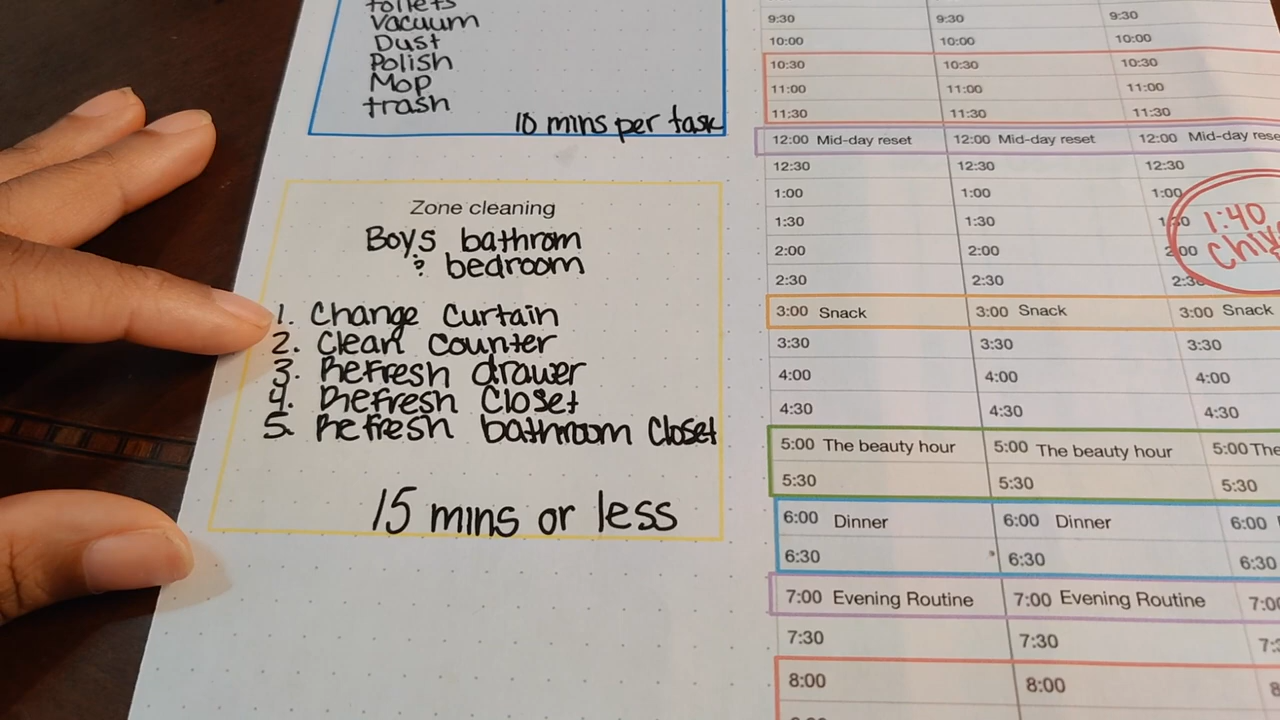 toilets
Vacuum
Dust
Polish
Mop
trash
10 mins per task
Zone cleaning
Boys bathrom
? bedroom
1. Change Curtain
2. Clean Counter
3. Refresh drawer
4. Refresh Closet
5. Refresh bathroom Closet
15 mins or less
9:30 9:30 9:30
10:00 10:00 10:00
10:30 10:30 10:30
11:00 11:00 11:00
11:30 11:30 11:30
12:00 Mid-day reset 12:00 Mid-day reset 12:00 Mid-day rese
12:30 12:30 12:30
1:00 1:00 1:00
1:30 1:30
2:00 2:00
2:30 2:30
1:40
3:00 Snack 3:00 Snack 3:00 Snack
3:30 3:30 3:30
4:00 4:00 4:00
4:30 4:30 4:30
5:00 The beauty hour 5:00 The beauty hour 5:00 The
5:30 5:30 5:30
6:00 Dinner 6:00 Dinner 6:00
6:30 6:30 6:30
7:00 Evening Routine 7:00 Evening Routine
7:30 7:30
8:00 8:00